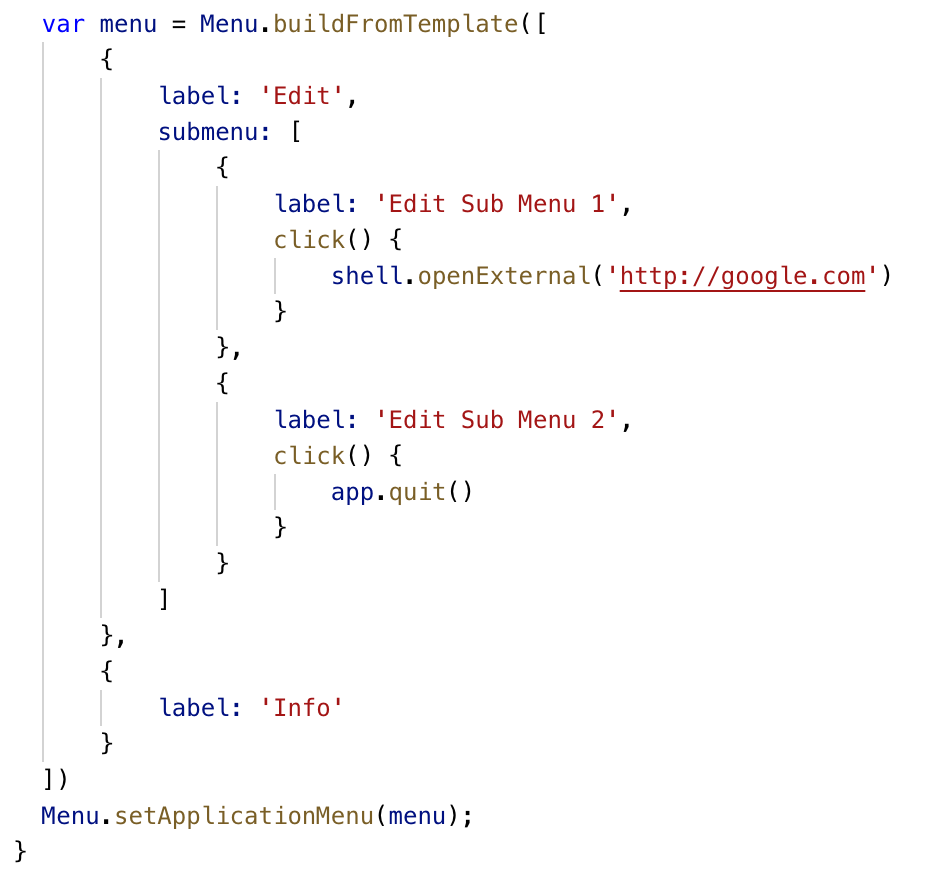 var menu = Menu.buildFromTemplate([
    {
        label: 'Edit',
        submenu: [
            {
                label: 'Edit Sub Menu 1',
                click() {
                    shell.openExternal('http://google.com')
                }
            },
            {
                label: 'Edit Sub Menu 2',
                click() {
                    app.quit()
                }
            }
        ]
    },
    {
        label: 'Info'
    }
])
Menu.setApplicationMenu(menu);
}